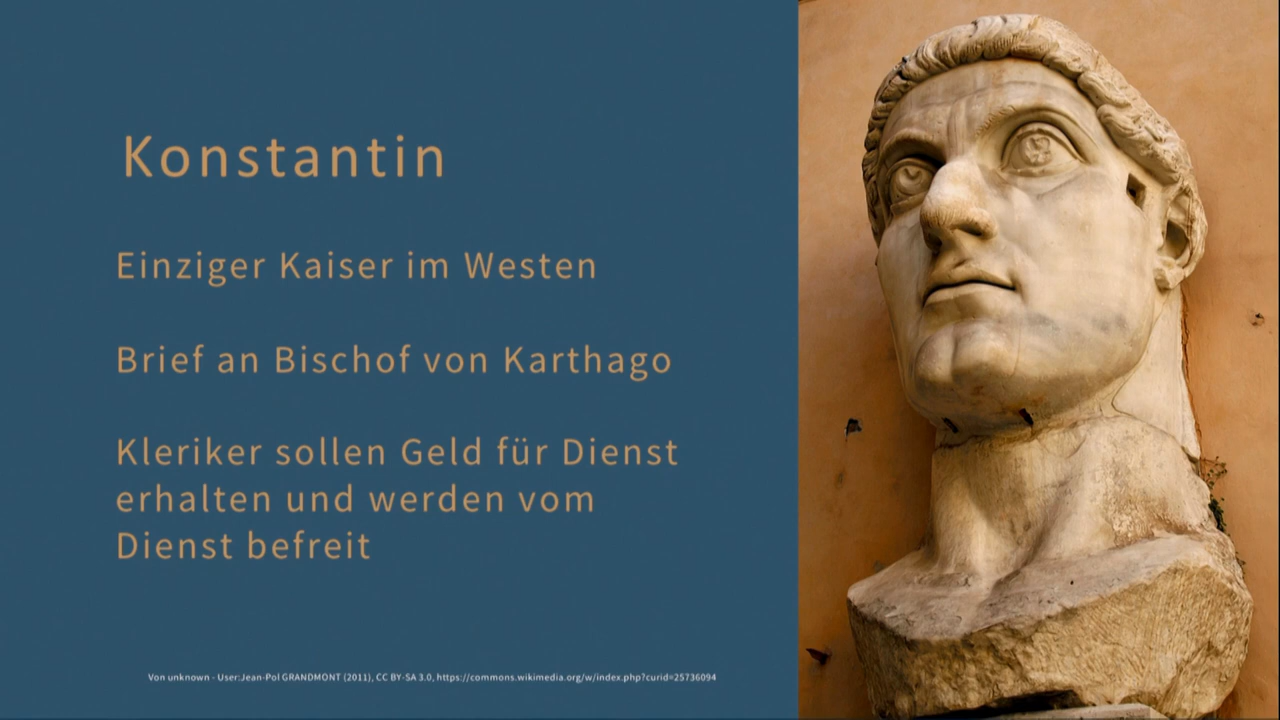 Konstantin
Einziger Kaiser im Westen
Brief an Bischof von Karthago
Kleriker sollen Geld für Dienst
erhalten und werden vom
Dienst befreit
Von unknown - User:Jean-Pol GRANDMONT (2011), CC BY-SA 3.0, https://commons.wikimedia.org/w/index.php?curid=25736094